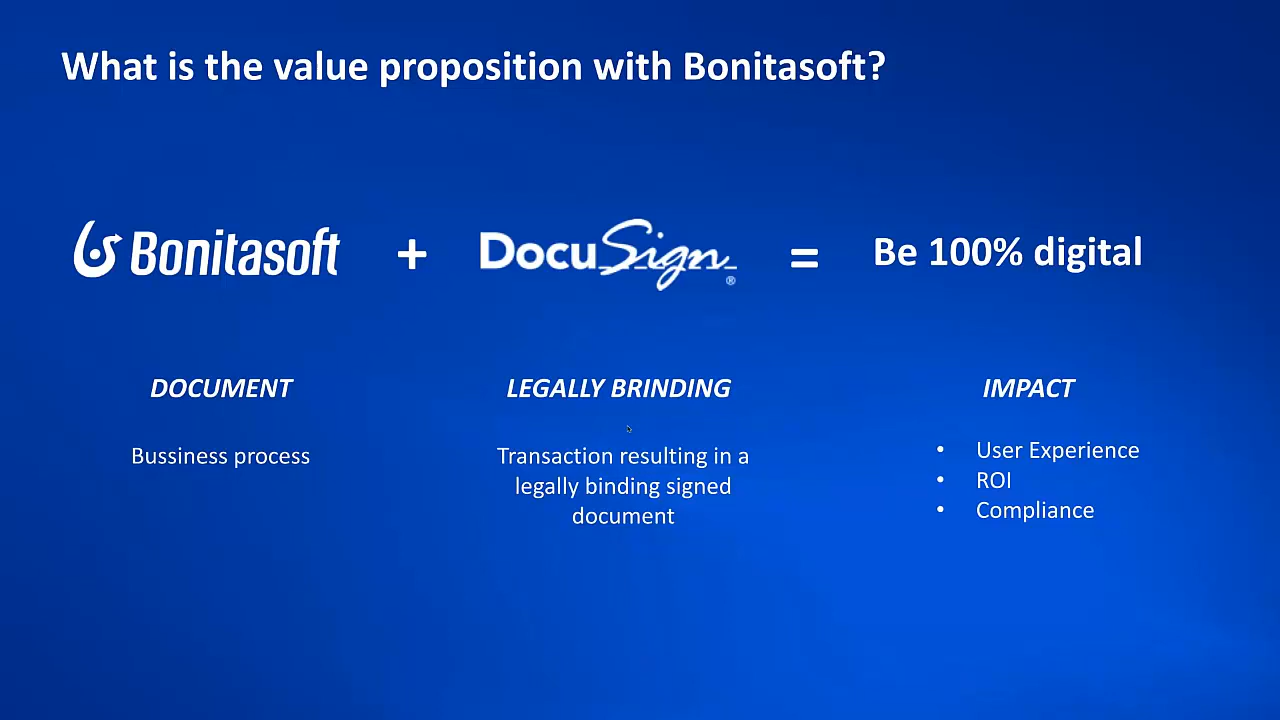 What is the value proposition with Bonitasoft?
Bonitasoft + DocuSign® = Be 100% digital
DOCUMENT
Bussiness process
LEGALLY BRINDING
Transaction resulting in a
legally binding signed
document
IMPACT
• User Experience
• ROI
• Compliance